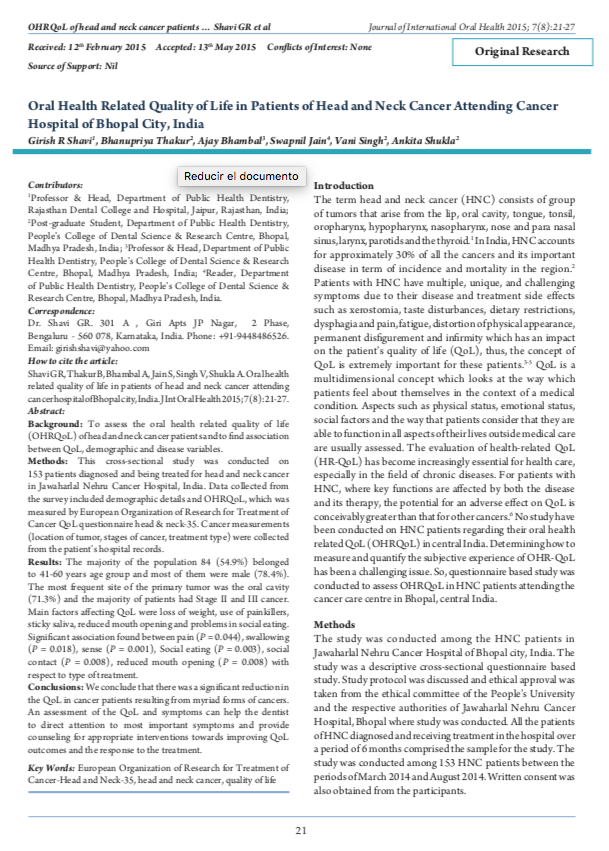 OHRQoL of head and neck cancer patients … Shavi GR et al
Journal of International Oral Health 2015; 7(8):21-27
Received: 12th February 2015 Accepted: 13th May 2015 Conflicts of Interest: None
Source of Support: Nil
Original Research
Oral Health Related Quality of Life in Patients of Head and Neck Cancer Attending Cancer
Hospital of Bhopal City, India
Girish R Shavi1, Bhanupriya Thakur2, Ajay Bhambal3, Swapnil Jain4, Vani Singh2, Ankita Shukla2
Reducir el documento
Contributors:
1Professor & Head, Department of Public Health Dentistry,
Rajasthan Dental College and Hospital, Jaipur, Rajasthan, India;
2Post-graduate Student, Department of Public Health Dentistry,
People's College of Dental Science & Research Centre, Bhopal,
Madhya Pradesh, India; 3Professor & Head, Department of Public
Health Dentistry, People's College of Dental Science & Research
Centre, Bhopal, Madhya Pradesh, India; 4Reader, Department
of Public Health Dentistry, People's College of Dental Science &
Research Centre, Bhopal, Madhya Pradesh, India.
Correspondence:
Dr. Shavi GR. 301 A , Giri Apts JP Nagar, 2 Phase,
Bengaluru - 560 078, Karnataka, India. Phone: +91-9448486526.
Email: girishshavi@yahoo.com
How to cite the article:
Shavi GR, Thakur B, Bhambal A, Jain S, Singh V, Shukla A. Oral health
related quality of life in patients of head and neck cancer attending
cancer hospital of Bhopal city, India. J Int Oral Health 2015;7(8):21-27.
Abstract:
Background: To assess the oral health related quality of life
(OHRQoL) of head and neck cancer patients and to find association
between QoL, demographic and disease variables.
Methods: This cross-sectional study was conducted on
153 patients diagnosed and being treated for head and neck cancer
in Jawaharlal Nehru Cancer Hospital, India. Data collected from
the survey included demographic details and OHRQoL, which was
measured by European Organization of Research for Treatment of
Cancer QoL questionnaire head & neck-35. Cancer measurements
(location of tumor, stages of cancer, treatment type) were collected
from the patient's hospital records.
Results: The majority of the population 84 (54.9%) belonged
to 41-60 years age group and most of them were male (78.4%).
The most frequent site of the primary tumor was the oral cavity
(71.3%) and the majority of patients had Stage II and III cancer.
Main factors affecting QoL were loss of weight, use of painkillers,
sticky saliva, reduced mouth opening and problems in social eating.
Significant association found between pain (P = 0.044), swallowing
(P = 0.018), sense (P = 0.001), Social eating (P = 0.003), social
contact (P = 0.008), reduced mouth opening (P = 0.008) with
respect to type of treatment.
Conclusions: We conclude that there was a significant reduction in
the QoL in cancer patients resulting from myriad forms of cancers.
An assessment of the QoL and symptoms can help the dentist
to direct attention to most important symptoms and provide
counseling for appropriate interventions towards improving QoL
outcomes and the response to the treatment.
Key Words: European Organization of Research for Treatment of
Cancer-Head and Neck-35, head and neck cancer, quality of life
Introduction
The term head and neck cancer (HNC) consists of group
of tumors that arise from the lip, oral cavity, tongue, tonsil,
oropharynx, hypopharynx, nasopharynx, nose and para nasal
sinus, larynx, parotids and the thyroid.1 In India, HNC accounts
for approximately 30% of all the cancers and its important
disease in term of incidence and mortality in the region.2
Patients with HNC have multiple, unique, and challenging
symptoms due to their disease and treatment side effects
such as xerostomia, taste disturbances, dietary restrictions,
dysphagia and pain, fatigue, distortion of physical appearance,
permanent disfigurement and infirmity which has an impact
on the patient's quality of life (QoL), thus, the concept of
QoL is extremely important for these patients.3-5 QoL is a
multidimensional concept which looks at the way which
patients feel about themselves in the context of a medical
condition. Aspects such as physical status, emotional status,
social factors and the way that patients consider that they are
able to function in all aspects of their lives outside medical care
are usually assessed. The evaluation of health-related QoL
(HR-QoL) has become increasingly essential for health care,
especially in the field of chronic diseases. For patients with
HNC, where key functions are affected by both the disease
and its therapy, the potential for an adverse effect on QoL is
conceivably greater than that for other cancers.6 No study have
been conducted on HNC patients regarding their oral health
related QoL (OHRQoL) in central India. Determining how to
measure and quantify the subjective experience of OHR-QoL
has been a challenging issue. So, questionnaire based study was
conducted to assess OHRQoL in HNC patients attending the
cancer care centre in Bhopal, central India.
Methods
The study was conducted among the HNC patients in
Jawaharlal Nehru Cancer Hospital of Bhopal city, India. The
study was a descriptive cross-sectional questionnaire based
study. Study protocol was discussed and ethical approval was
taken from the ethical committee of the People's University
and the respective authorities of Jawaharlal Nehru Cancer
Hospital, Bhopal where study was conducted. All the patients
of HNC diagnosed and receiving treatment in the hospital over
a period of 6 months comprised the sample for the study. The
study was conducted among 153 HNC patients between the
periods of March 2014 and August 2014. Written consent was
also obtained from the participants.
21